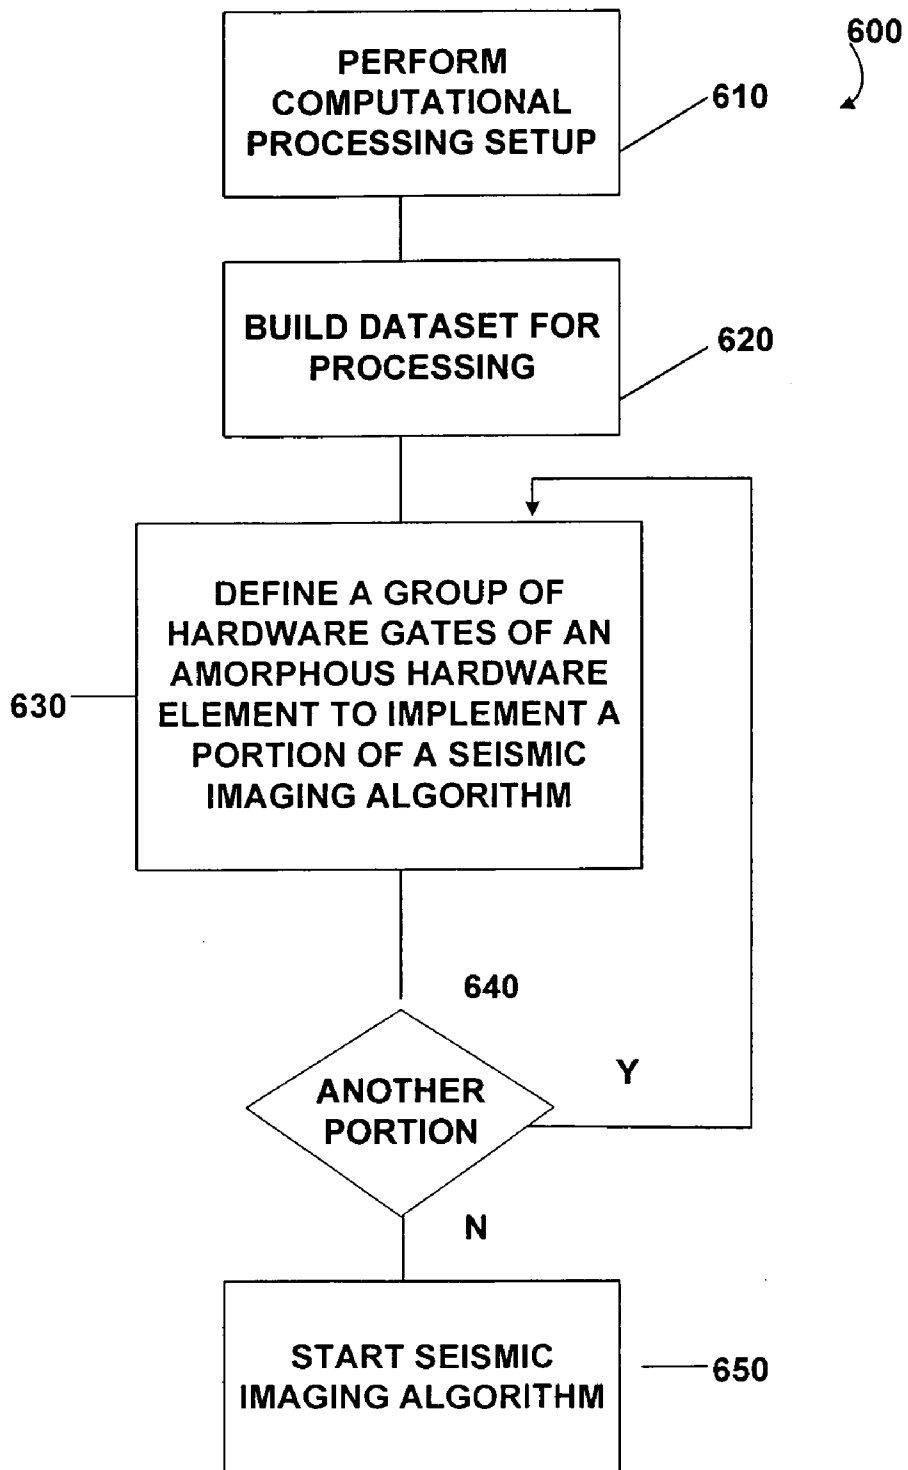 600
PERFORM
COMPUTATIONAL
PROCESSING SETUP
610
BUILD DATASET FOR
PROCESSING
620
DEFINE A GROUP OF
HARDWARE GATES OF AN
AMORPHOUS HARDWARE
ELEMENT TO IMPLEMENT A
PORTION OF A SEISMIC
IMAGING ALGORITHM
630
640
ANOTHER
PORTION
Y
N
START SEISMIC
IMAGING ALGORITHM
650